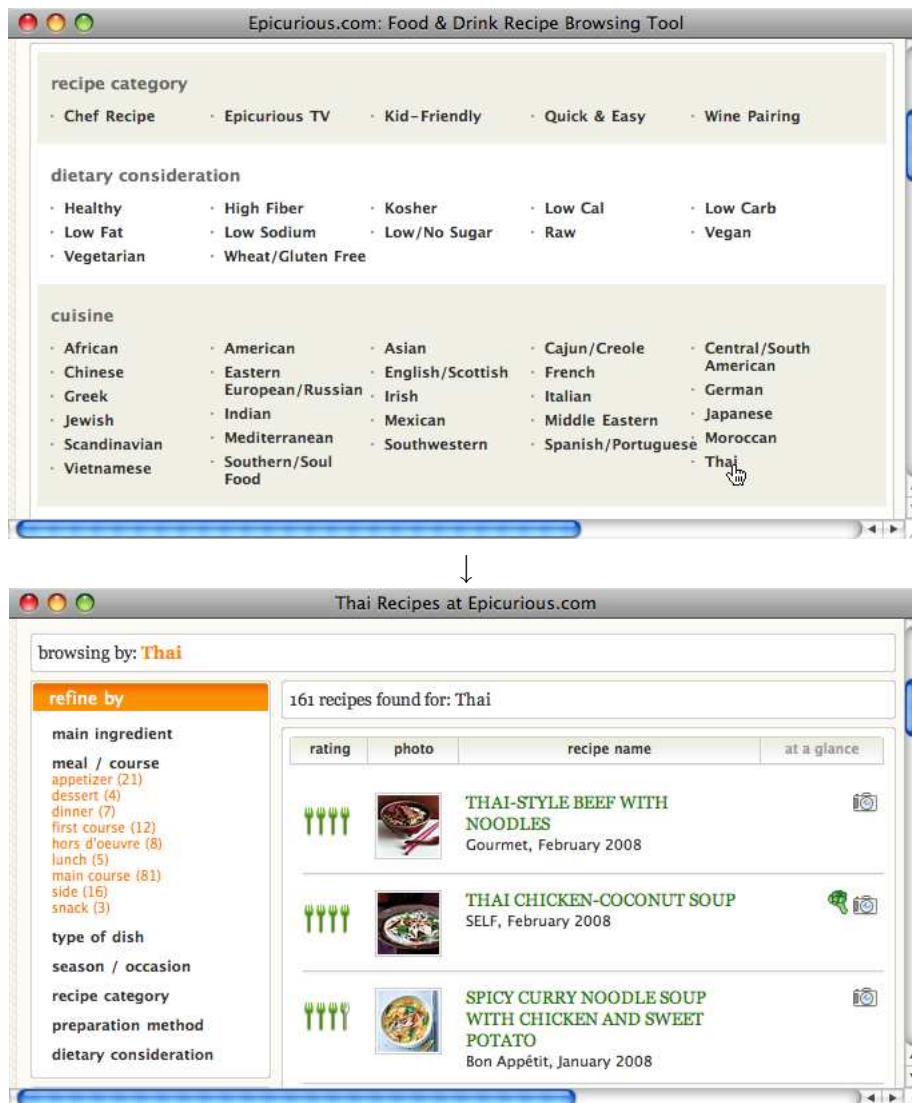 Epicurious.com: Food & Drink Recipe Browsing Tool
recipe category
· Chef Recipe · Epicurious TV · Kid-Friendly · Quick & Easy · Wine Pairing
dietary consideration
· Healthy · High Fiber · Kosher · Low Cal · Low Carb
· Low Fat · Low Sodium · Low/No Sugar · Raw · Vegan
· Vegetarian · Wheat/Gluten Free
cuisine
· African
· Chinese
· Greek
· Jewish
· Scandinavian
· Vietnamese
· American
· Eastern
European/Russian
· Indian
· Mediterranean
· Southern/Soul
Food
· Asian
· English/Scottish
· Irish
· Mexican
· Southwestern
· Cajun/Creole
· French
· Italian
· Middle Eastern
· Spanish/Portuguese
· Central/South
American
· German
· Japanese
· Moroccan
· Thai
↓
Thai Recipes at Epicurious.com
browsing by: Thai
refine by
main ingredient
meal / course
appetizer (21)
dessert (4)
dinner (7)
first course (12)
hors d'oeuvre (8)
lunch (5)
main course (81)
side (16)
snack (3)
type of dish
season / occasion
recipe category
preparation method
dietary consideration
161 recipes found for: Thai
rating photo recipe name at a glance
THAI-STYLE BEEF WITH
NOODLES
Gourmet, February 2008
THAI CHICKEN-COCONUT SOUP
SELF, February 2008
SPICY CURRY NOODLE SOUP
WITH CHICKEN AND SWEET
POTATO
Bon Appétit, January 2008